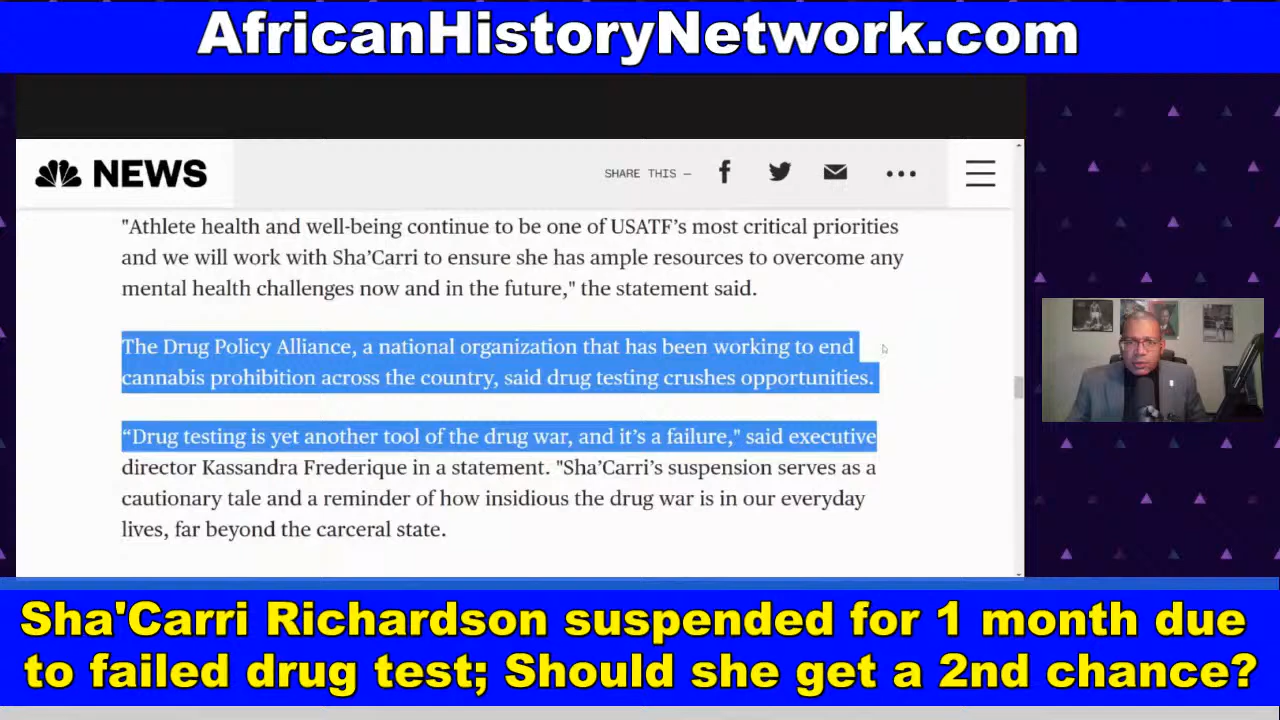 AfricanHistoryNetwork.com
NEWS
SHARE THIS —
"Athlete health and well-being continue to be one of USATF’s most critical priorities
and we will work with Sha’Carri to ensure she has ample resources to overcome any
mental health challenges now and in the future," the statement said.
The Drug Policy Alliance, a national organization that has been working to end
cannabis prohibition across the country, said drug testing crushes opportunities.
“Drug testing is yet another tool of the drug war, and it’s a failure," said executive
director Kassandra Frederique in a statement. "Sha’Carri’s suspension serves as a
cautionary tale and a reminder of how insidious the drug war is in our everyday
lives, far beyond the carceral state.
Sha'Carri Richardson suspended for 1 month due
to failed drug test; Should she get a 2nd chance?